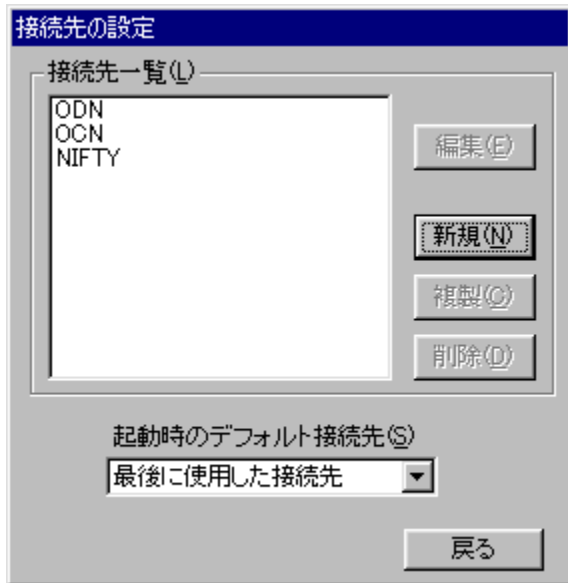 接続先の設定
接続先一覧(L)
ODN
OCN
NIFTY
編集(E)
新規(N)
複製(C)
削除(D)
起動時のデフォルト接続先(S)
最後に使用した接続先
戻る